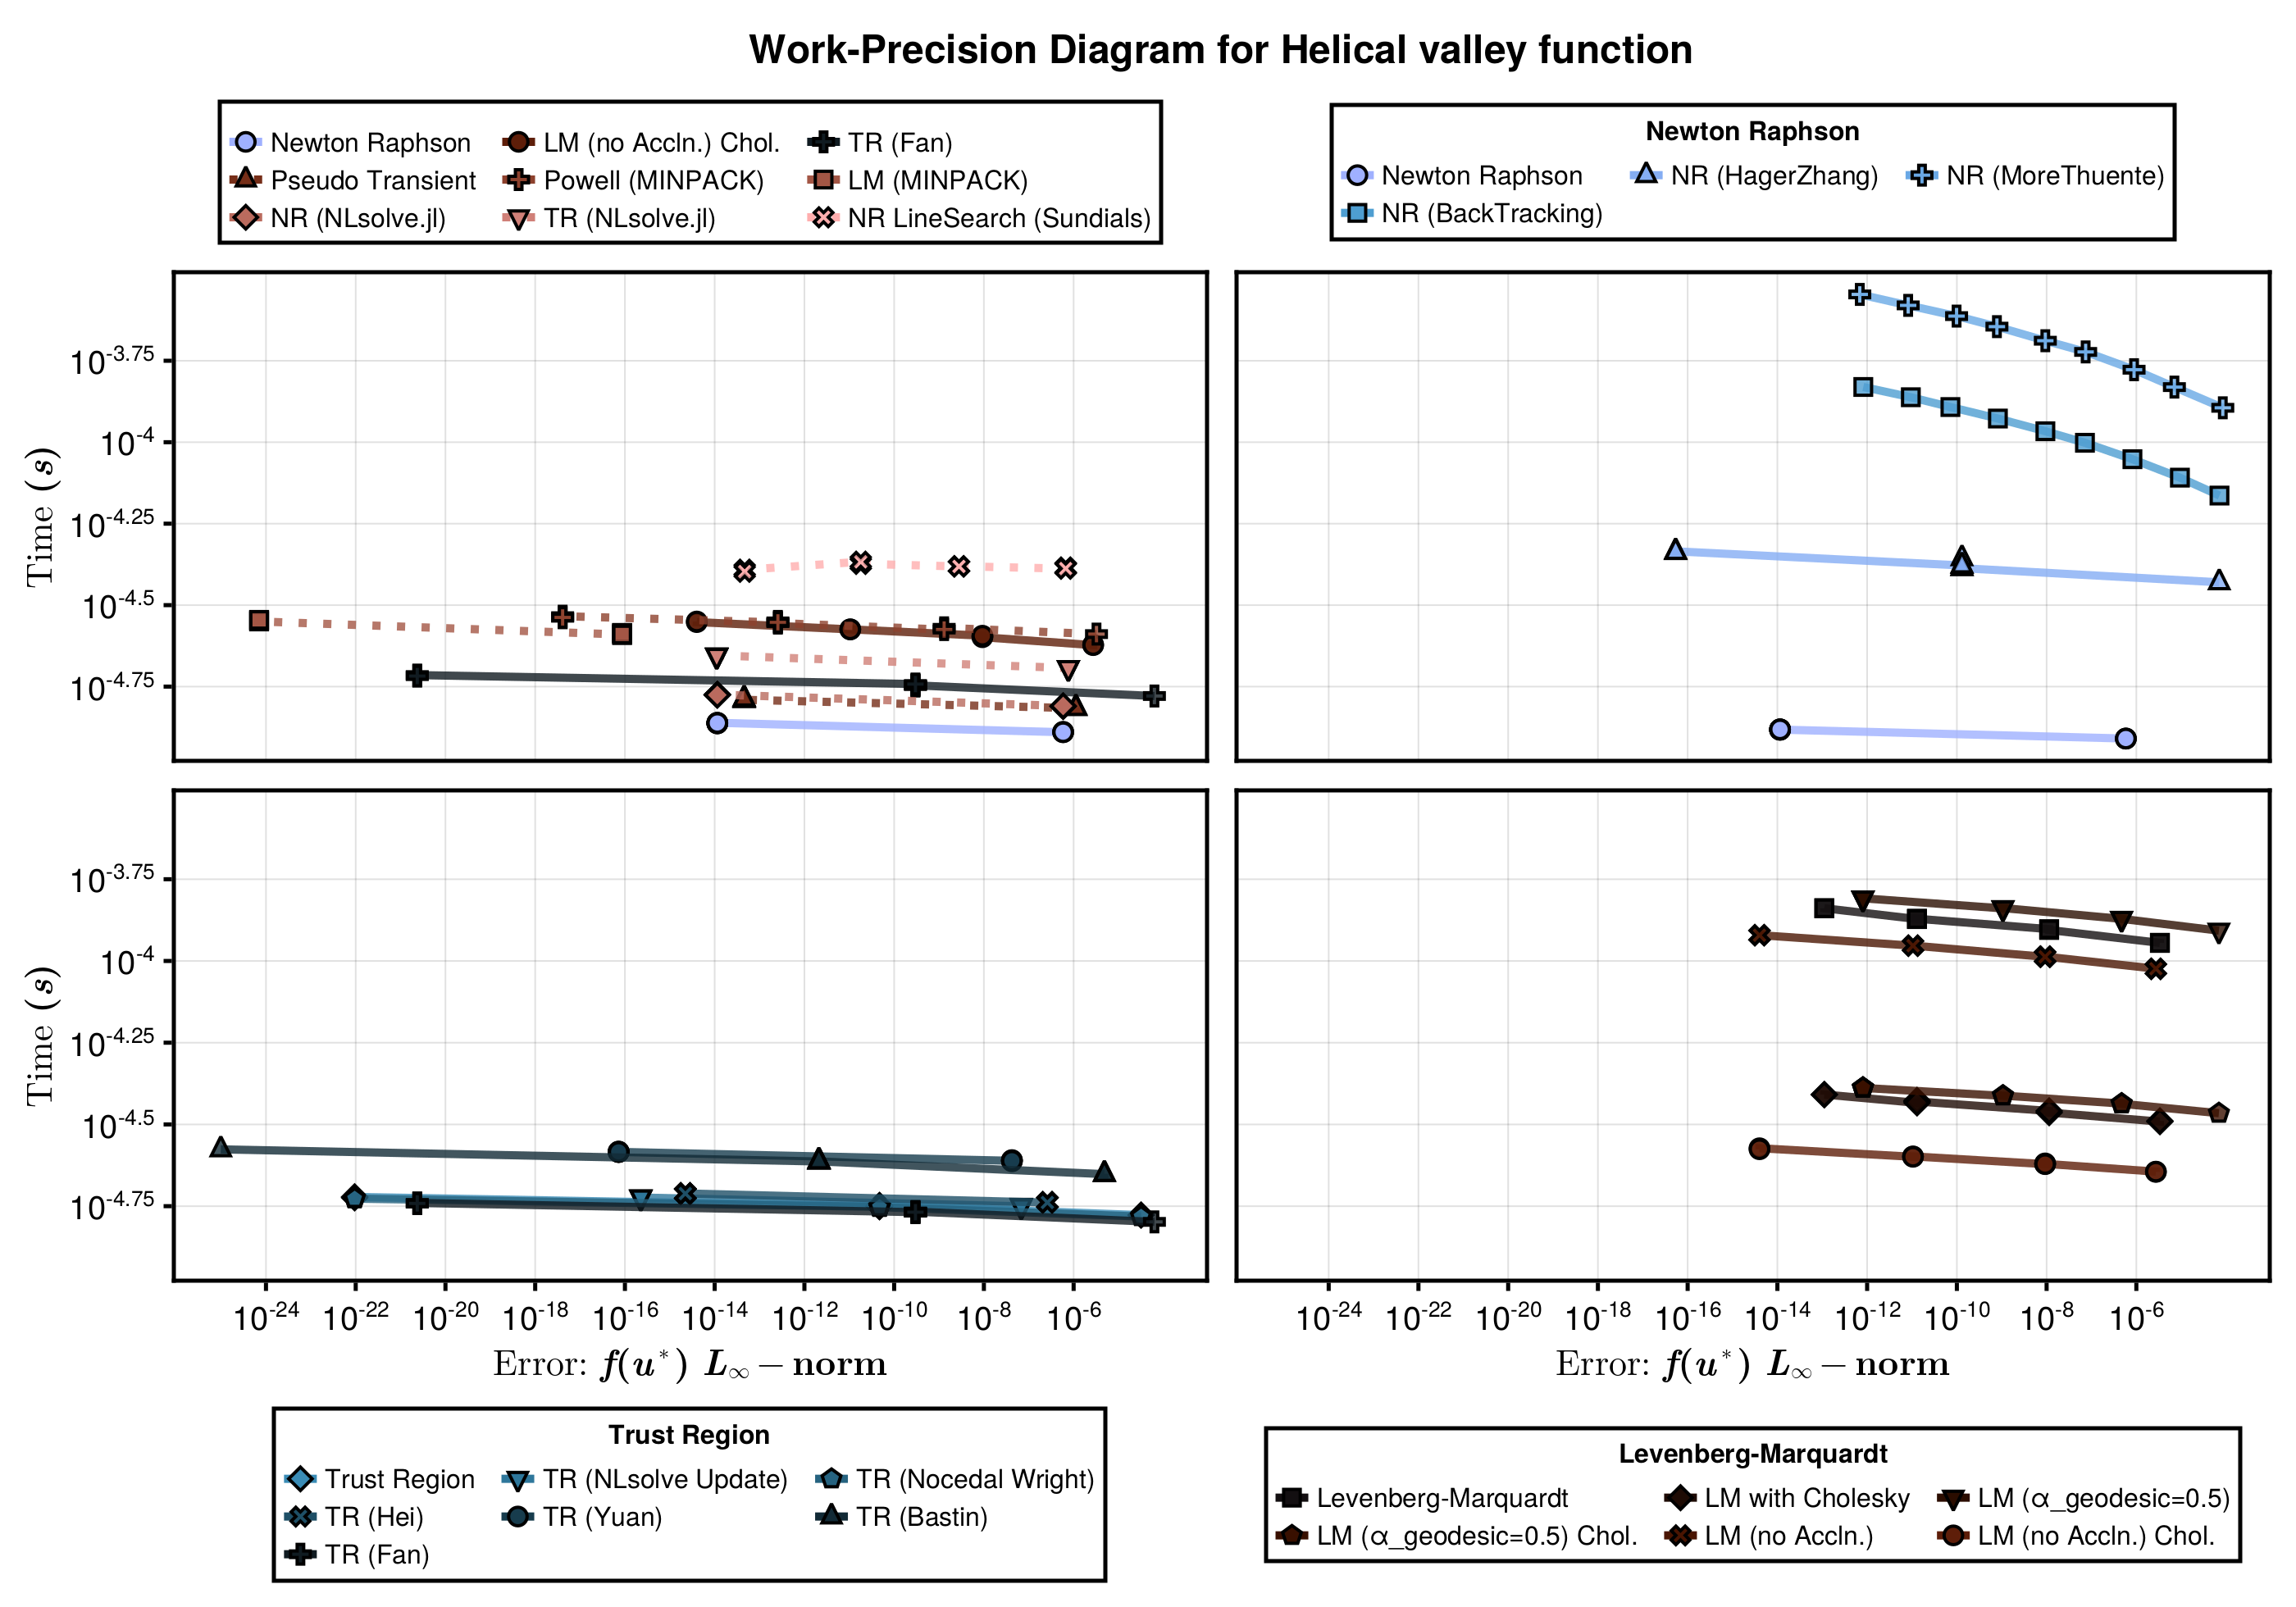 Work-Precision Diagram for Helical valley function
Newton Raphson LM (no Accln.) Chol. TR (Fan)
Pseudo Transient Powell (MINPACK) LM (MINPACK)
NR (NLsolve.jl) TR (NLsolve.jl) NR LineSearch (Sundials)
Newton Raphson
Newton Raphson NR (HagerZhang) NR (MoreThuente)
NR (BackTracking)
10^-3.75
10^-4
10^-4.25
10^-4.5
10^-4.75
Time (s)
10^-3.75
10^-4
10^-4.25
10^-4.5
10^-4.75
Time (s)
10^-24 10^-22 10^-20 10^-18 10^-16 10^-14 10^-12 10^-10 10^-8 10^-6
Error: f(u*) L∞ − norm
10^-24 10^-22 10^-20 10^-18 10^-16 10^-14 10^-12 10^-10 10^-8 10^-6
Error: f(u*) L∞ − norm
Trust Region
Trust Region TR (NLsolve Update) TR (Nocedal Wright)
TR (Hei) TR (Yuan) TR (Bastin)
TR (Fan)
Levenberg-Marquardt
Levenberg-Marquardt LM with Cholesky LM (α_geodesic=0.5)
LM (α_geodesic=0.5) Chol. LM (no Accln.) LM (no Accln.) Chol.